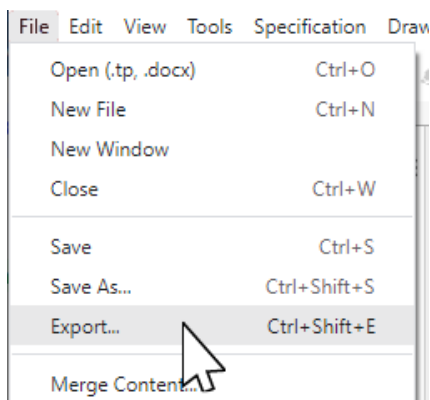 File Edit View Tools Specification Draw
Open (.tp, .docx) Ctrl+O
New File Ctrl+N
New Window
Close Ctrl+W
Save Ctrl+S
Save As... Ctrl+Shift+S
Export... Ctrl+Shift+E
Merge Content...